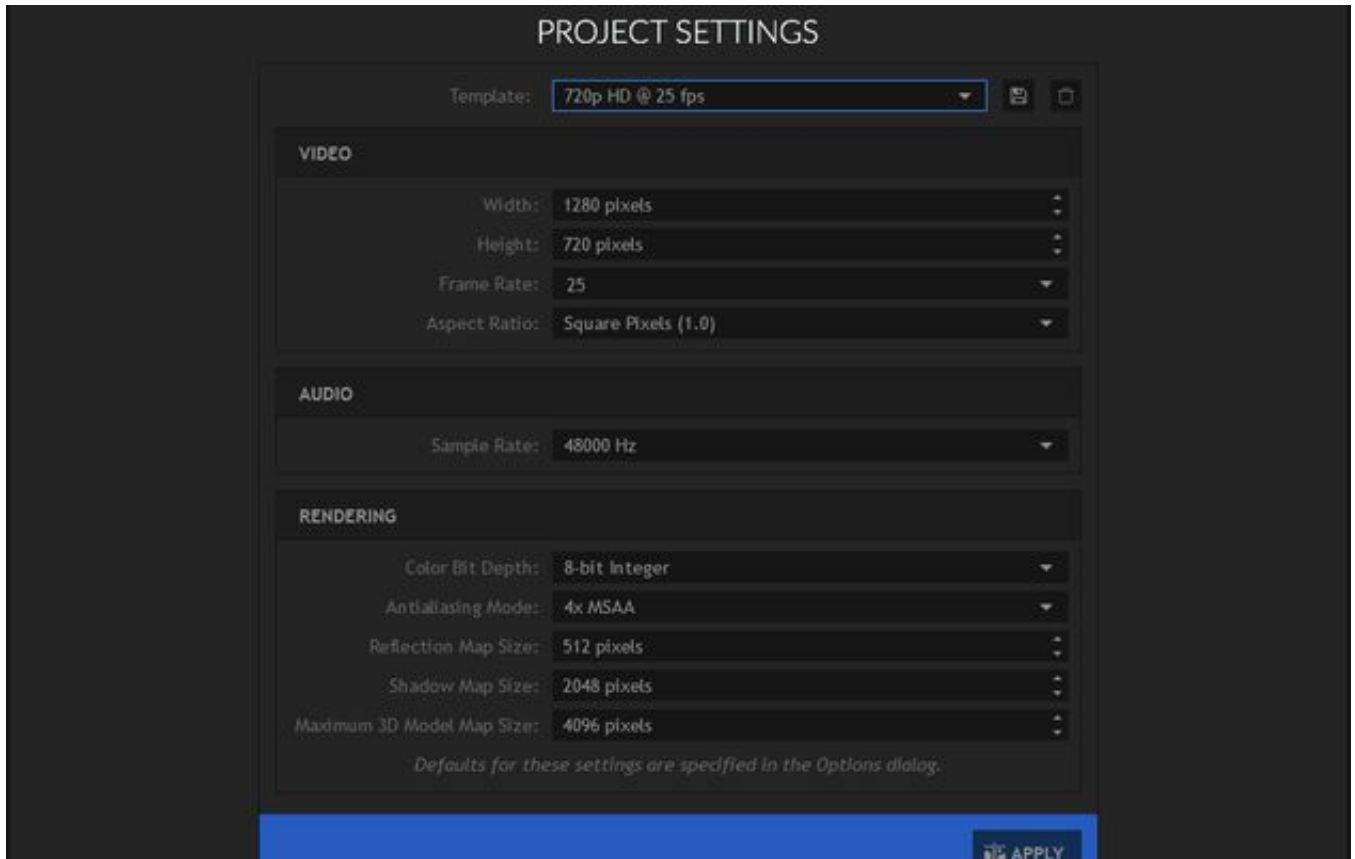 PROJECT SETTINGS
Template: 720p HD @ 25 fps
VIDEO
Width: 1280 pixels
Height: 720 pixels
Frame Rate: 25
Aspect Ratio: Square Pixels (1.0)
AUDIO
Sample Rate: 48000 Hz
RENDERING
Color Bit Depth: 8-bit Integer
Antialiasing Mode: 4x MSAA
Reflection Map Size: 512 pixels
Shadow Map Size: 2048 pixels
Maximum 3D Model Map Size: 4096 pixels
Defaults for these settings are specified in the Options dialog.
APPLY